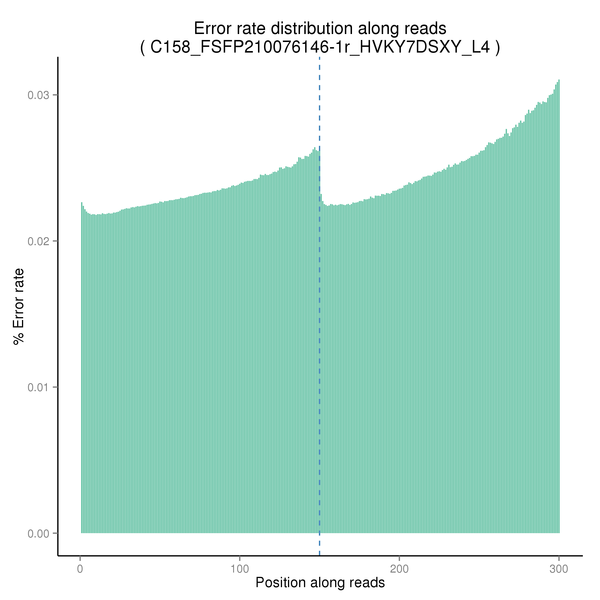 Error rate distribution along reads
( C158_FSFP210076146-1r_HVKY7DSXY_L4 )
% Error rate
0.03
0.02
0.01
0.00
0
100
200
300
Position along reads